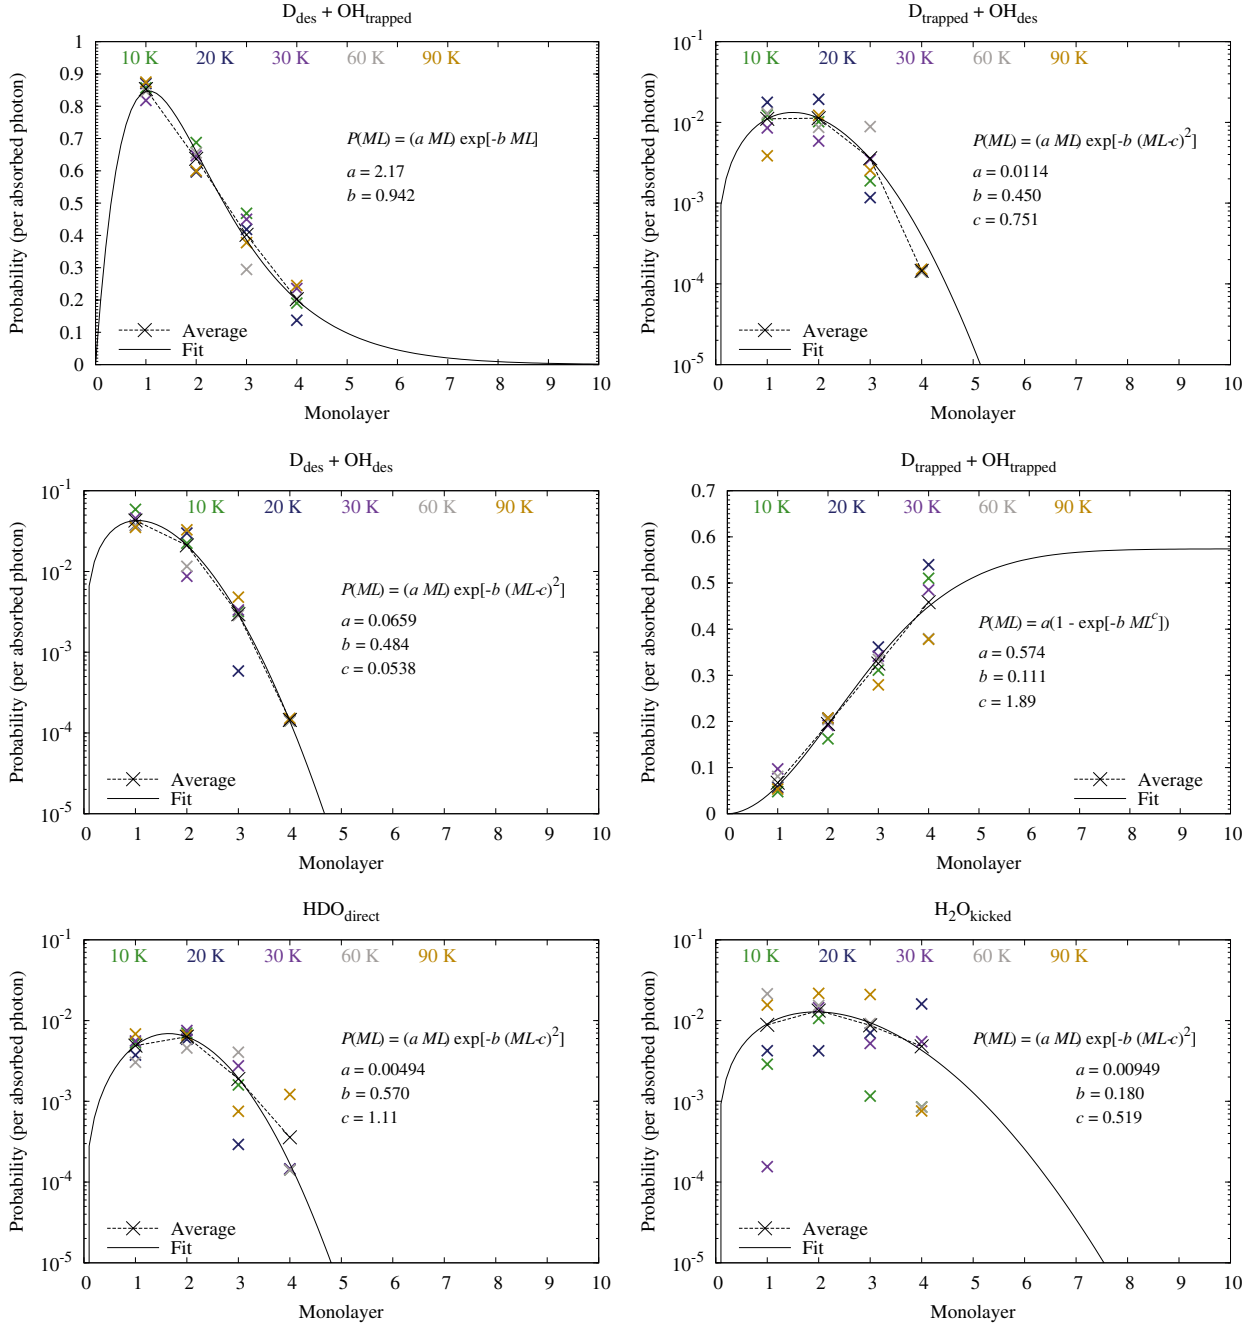 D_des + OH_trapped
1
0.9
0.8
0.7
0.6
0.5
0.4
0.3
0.2
0.1
0
10 K 20 K 30 K 60 K 90 K
P(ML) = (a ML) exp[-b ML]
a = 2.17
b = 0.942
Average
Fit
0 1 2 3 4 5 6 7 8 9 10
Monolayer
Probability (per absorbed photon)
D_trapped + OH_des
10^-1
10^-2
10^-3
10^-4
10^-5
10 K 20 K 30 K 60 K 90 K
P(ML) = (a ML) exp[-b (ML-c)^2]
a = 0.0114
b = 0.450
c = 0.751
Average
Fit
0 1 2 3 4 5 6 7 8 9 10
Monolayer
Probability (per absorbed photon)
D_des + OH_des
10^-1
10^-2
10^-3
10^-4
10^-5
10 K 20 K 30 K 60 K 90 K
P(ML) = (a ML) exp[-b (ML-c)^2]
a = 0.0659
b = 0.484
c = 0.0538
Average
Fit
0 1 2 3 4 5 6 7 8 9 10
Monolayer
Probability (per absorbed photon)
D_trapped + OH_trapped
0.7
0.6
0.5
0.4
0.3
0.2
0.1
0
10 K 20 K 30 K 60 K 90 K
P(ML) = a(1 - exp[-b ML^c])
a = 0.574
b = 0.111
c = 1.89
Average
Fit
0 1 2 3 4 5 6 7 8 9 10
Monolayer
Probability (per absorbed photon)
HDO_direct
10^-1
10^-2
10^-3
10^-4
10^-5
10 K 20 K 30 K 60 K 90 K
P(ML) = (a ML) exp[-b (ML-c)^2]
a = 0.00494
b = 0.570
c = 1.11
Average
Fit
0 1 2 3 4 5 6 7 8 9 10
Monolayer
Probability (per absorbed photon)
H_2O_kicked
10^-1
10^-2
10^-3
10^-4
10^-5
10 K 20 K 30 K 60 K 90 K
P(ML) = (a ML) exp[-b (ML-c)^2]
a = 0.00949
b = 0.180
c = 0.519
Average
Fit
0 1 2 3 4 5 6 7 8 9 10
Monolayer
Probability (per absorbed photon)